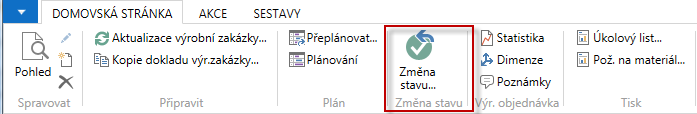 DOMOVSKÁ STRÁNKA AKCE SESTAVY
Pohled
Spravovat
Aktualizace výrobní zakázky...
Kopie dokladu výr.zakázky...
Připravit
Přeplánovat...
Plánování
Plán
Změna
stavu...
Změna stavu
Statistika
Dimenze
Poznámky
Výr. objednávka
Úkolový list...
Pož. na materiál...
Tisk